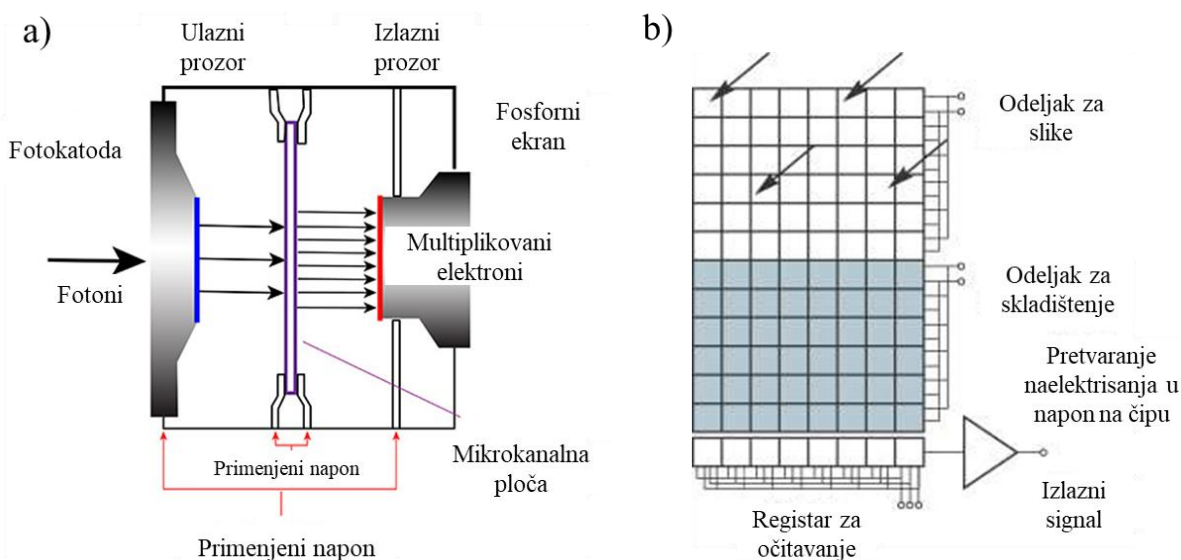 a)
Ulazni
prozor
Izlazni
prozor
Fotokatoda
Fosforni
ekran
Multiplikovani
elektroni
Fotoni
Primenjeni napon
Mikrokanalna
ploča
Primenjeni napon
b)
Odeljak za
slike
Odeljak za
skladištenje
Pretvaranje
naelektrisanja u
napon na čipu
Izlazni
signal
Registar za
očitavanje